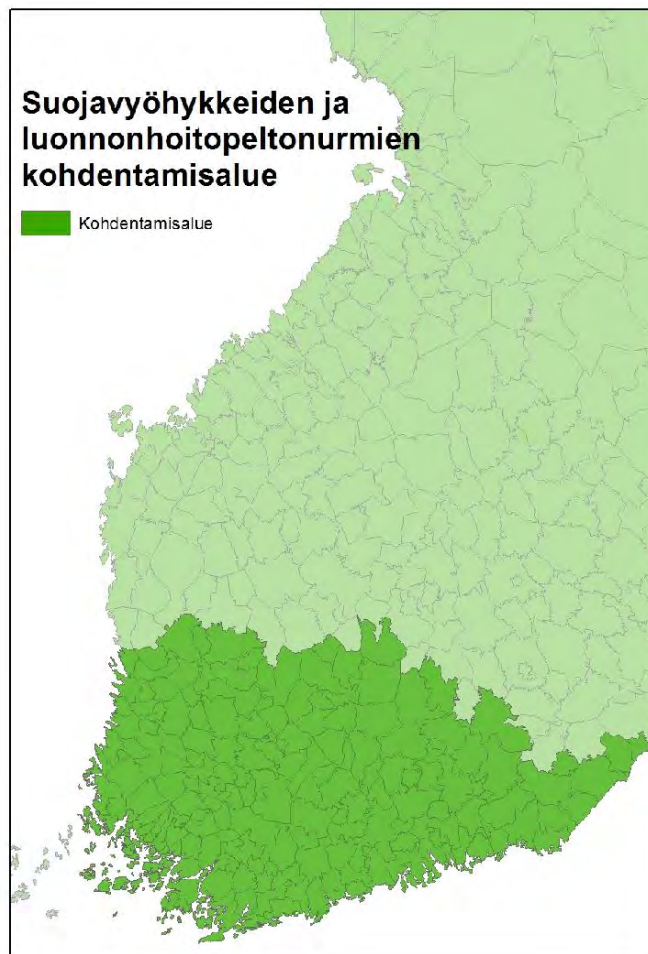 Suojavyöhykkeiden ja
luonnonhoitopeltonurmien
kohdentamisalue
Kohdentamisalue